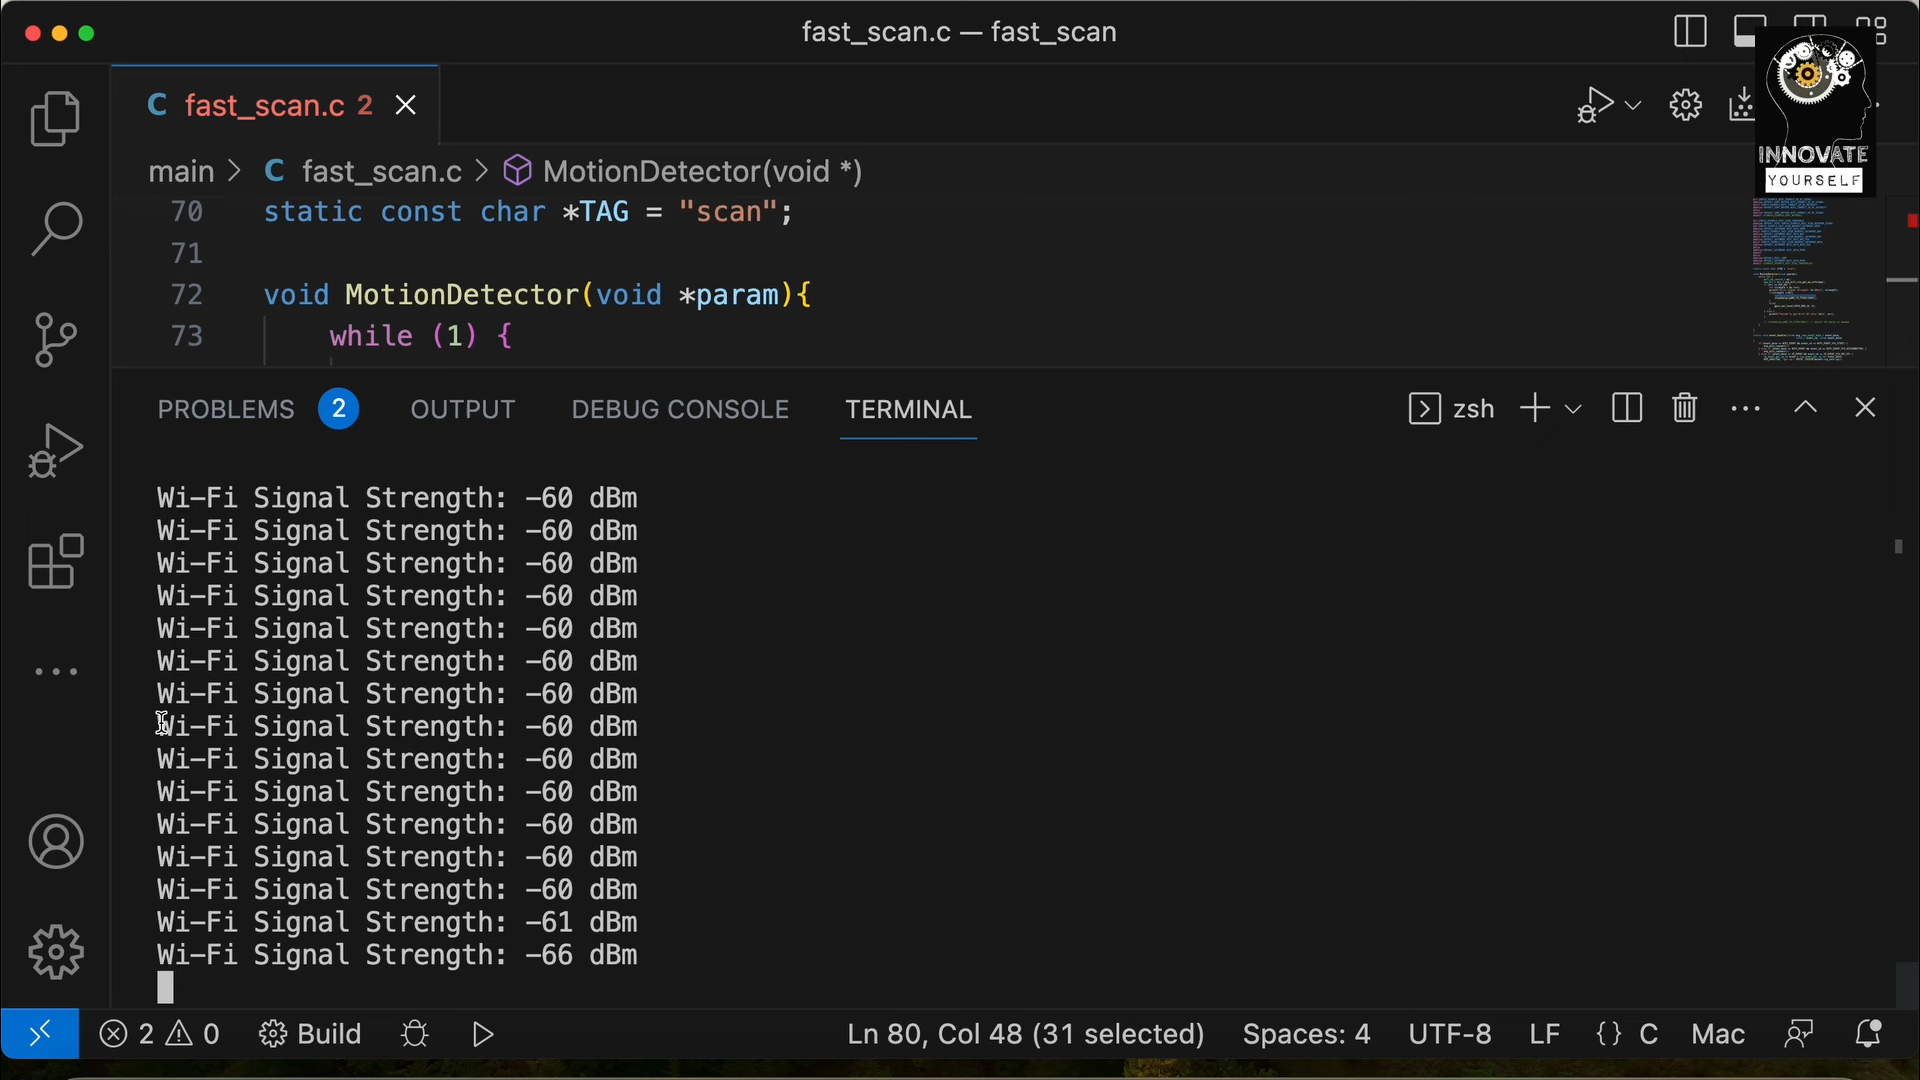 fast_scan.c — fast_scan
C fast_scan.c 2
INNOVATE
YOURSELF
main > C fast_scan.c > MotionDetector(void *)
70 static const char *TAG = "scan";
71
72 void MotionDetector(void *param){
73 while (1) {
PROBLEMS 2 OUTPUT DEBUG CONSOLE TERMINAL zsh
Wi-Fi Signal Strength: -60 dBm
Wi-Fi Signal Strength: -60 dBm
Wi-Fi Signal Strength: -60 dBm
Wi-Fi Signal Strength: -60 dBm
Wi-Fi Signal Strength: -60 dBm
Wi-Fi Signal Strength: -60 dBm
Wi-Fi Signal Strength: -60 dBm
Wi-Fi Signal Strength: -60 dBm
Wi-Fi Signal Strength: -60 dBm
Wi-Fi Signal Strength: -60 dBm
Wi-Fi Signal Strength: -60 dBm
Wi-Fi Signal Strength: -60 dBm
Wi-Fi Signal Strength: -60 dBm
Wi-Fi Signal Strength: -61 dBm
Wi-Fi Signal Strength: -66 dBm
2 0 Build Ln 80, Col 48 (31 selected) Spaces: 4 UTF-8 LF {} C Mac